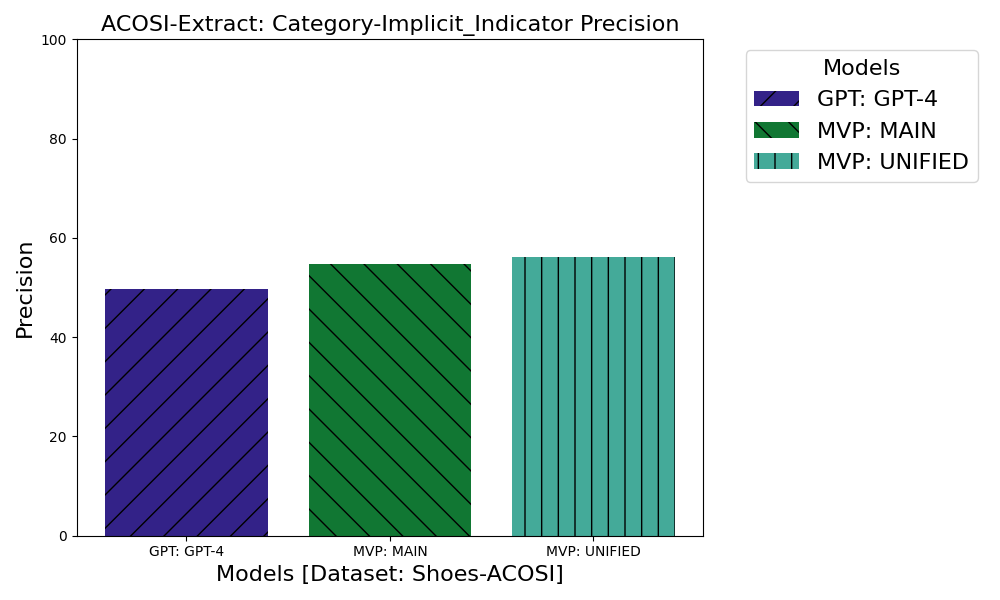 ACOSI-Extract: Category-Implicit_Indicator Precision
100
80
60
40
20
0
Precision
GPT: GPT-4
MVP: MAIN
MVP: UNIFIED
Models [Dataset: Shoes-ACOSI]
Models
GPT: GPT-4
MVP: MAIN
MVP: UNIFIED